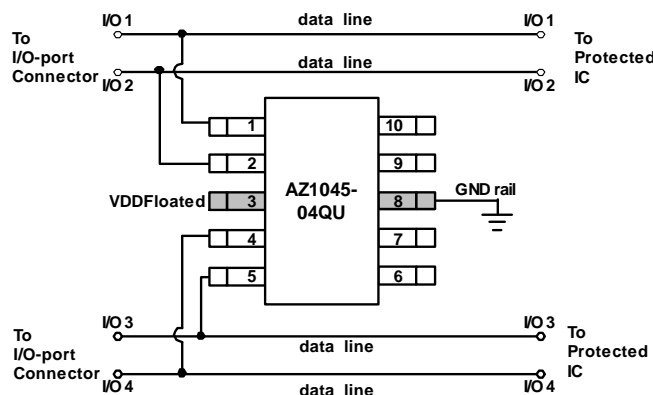 I/O 1
data line
I/O 1
To
I/O-port
Connector
To
Protected
IC
data line
I/O 2
I/O 2
1
10
2
9
AZ1045-
04QU
VDDFloated
3
8
GND rail
4
7
5
6
I/O 3
I/O 3
To
I/O-port
Connector
data line
To
Protected
IC
I/O 4
I/O 4
data line